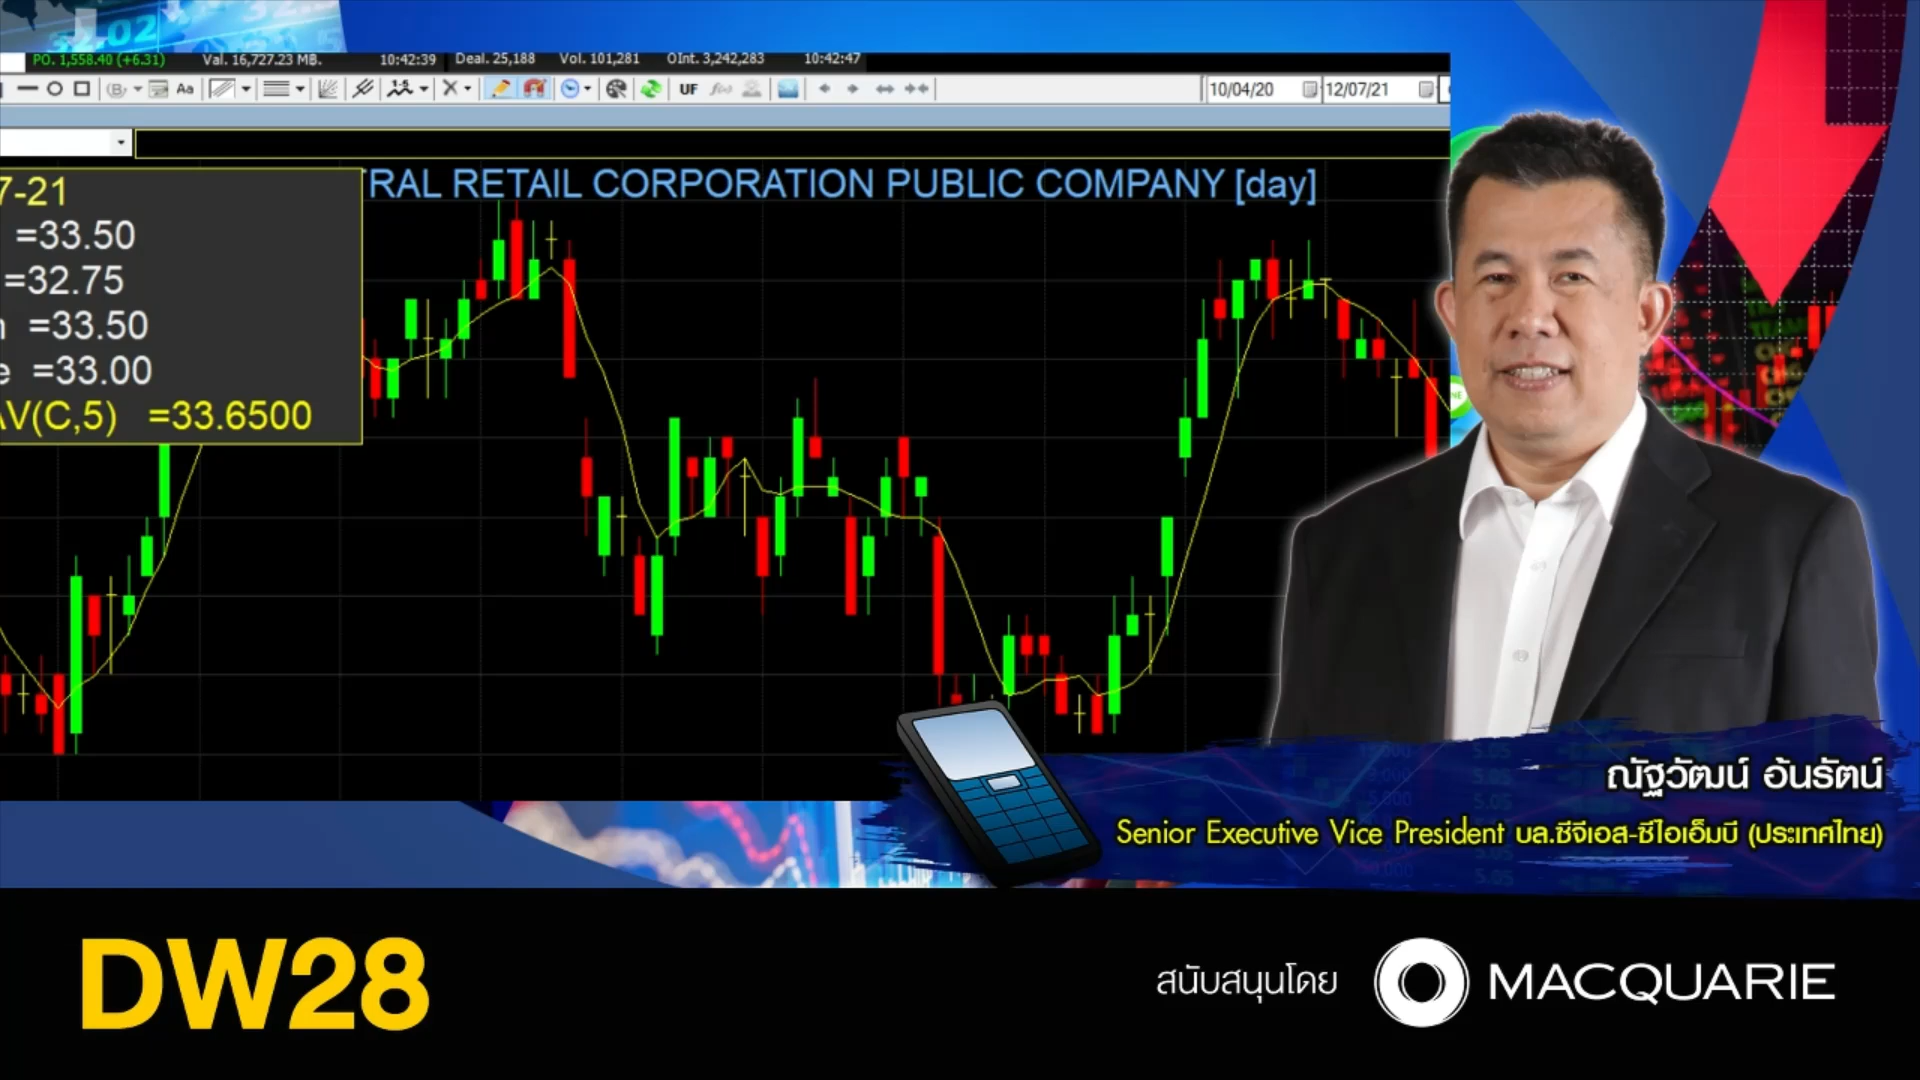 PO. 1,558.40 (+6.31) Val. 16,727.23 MB. 10:42:39 Deal. 25,188 Vol. 101,281 OInt. 3,242,283 10:42:47
B Aa 1-5 UF f(x) 10/04/20 12/07/21
RAL RETAIL CORPORATION PUBLIC COMPANY [day]
7-21
=33.50
=32.75
=33.50
e =33.00
AV(C,5) =33.6500
ณัฐวัฒน์ อ้นรัตน์
Senior Executive Vice President บล.ซีจีเอส-ซีไอเอ็มบี (ประเทศไทย)
DW28
สนับสนุนโดย
MACQUARIE